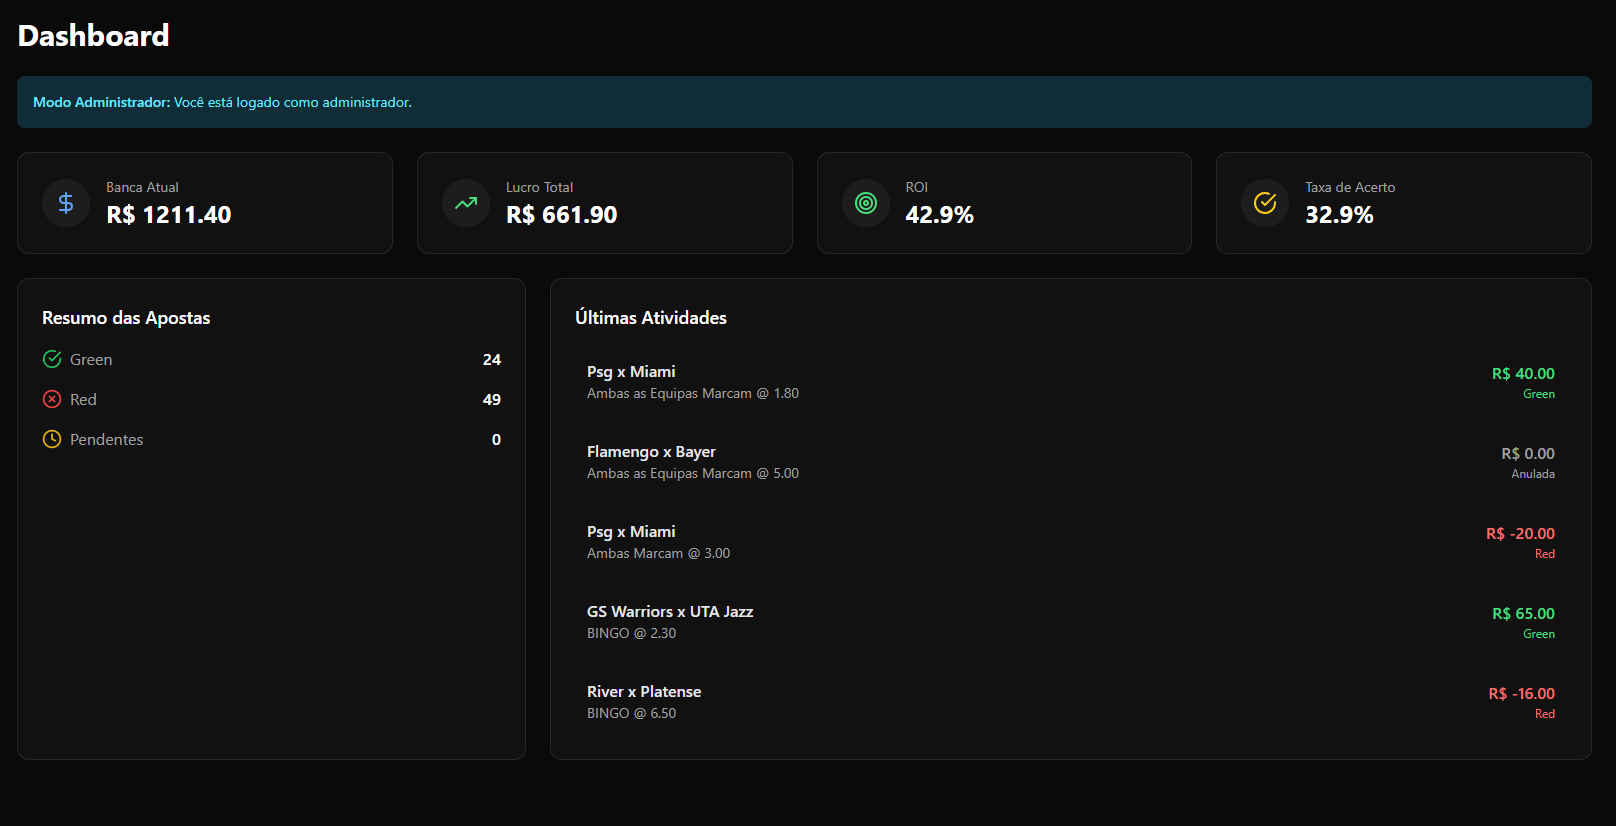 Dashboard
Modo Administrador: Você está logado como administrador.
Banca Atual
R$ 1211.40
Lucro Total
R$ 661.90
ROI
42.9%
Taxa de Acerto
32.9%
Resumo das Apostas
Green 24
Red 49
Pendentes 0
Últimas Atividades
Psg x Miami
Ambas as Equipas Marcam @ 1.80
R$ 40.00
Green
Flamengo x Bayer
Ambas as Equipas Marcam @ 5.00
R$ 0.00
Anulada
Psg x Miami
Ambas Marcam @ 3.00
R$ -20.00
Red
GS Warriors x UTA Jazz
BINGO @ 2.30
R$ 65.00
Green
River x Platense
BINGO @ 6.50
R$ -16.00
Red